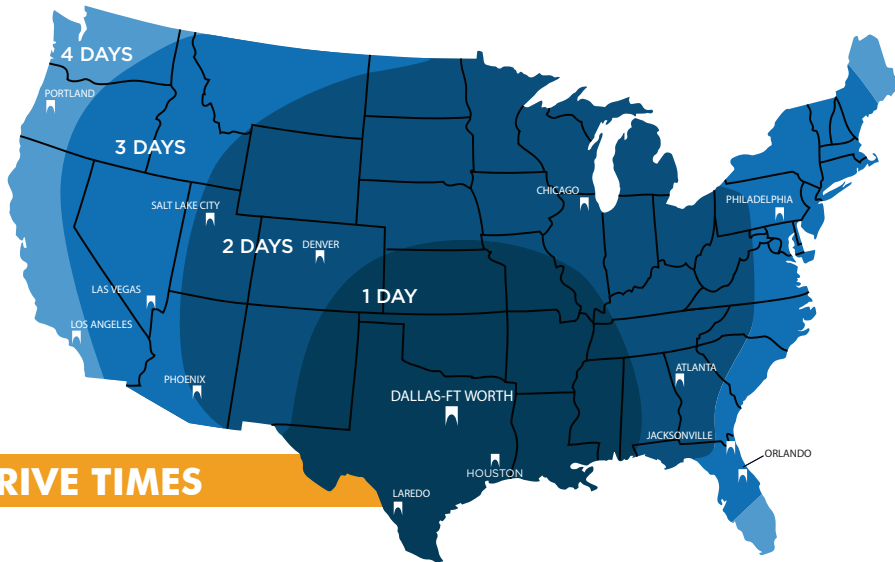 4 DAYS
PORTLAND
3 DAYS
CHICAGO
PHILADELPHIA
SALT LAKE CITY
2 DAYS
DENVER
LAS VEGAS
1 DAY
LOS ANGELES
ATLANTA
PHOENIX
DALLAS-FT WORTH
JACKSONVILLE
ORLANDO
HOUSTON
RIVE TIMES
LAREDO